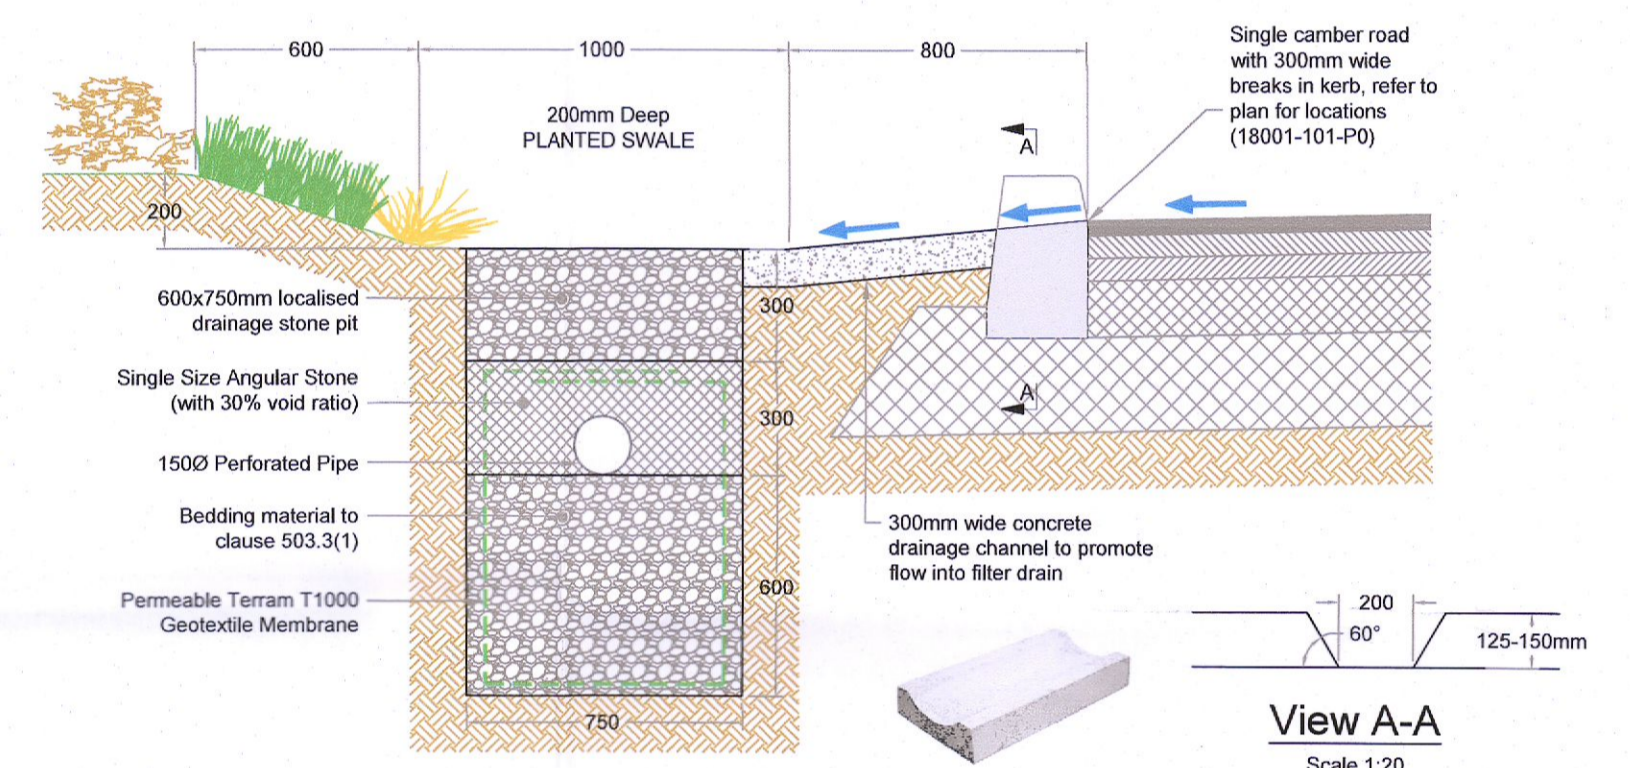 600
1000
800
Single camber road
with 300mm wide
breaks in kerb, refer to
plan for locations
(18001-101-P0)
200mm Deep
PLANTED SWALE
A
200
600x750mm localised
drainage stone pit
300
Single Size Angular Stone
(with 30% void ratio)
A
300
150Ø Perforated Pipe
Bedding material to
clause 503.3(1)
300mm wide concrete
drainage channel to promote
flow into filter drain
600
Permeable Terram T1000
Geotextile Membrane
200
60°
125-150mm
750
View A-A
Scale 1:20